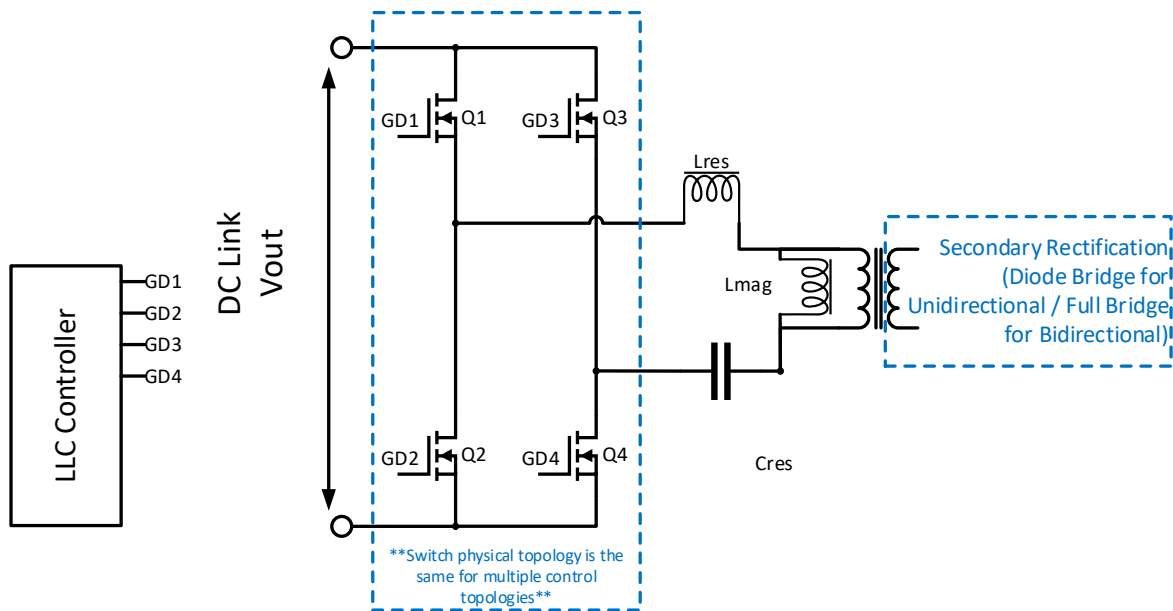 LLC Controller
GD1
GD2
GD3
GD4
DC Link
Vout
GD1
Q1
GD3
Q3
GD2
Q2
GD4
Q4
**Switch physical topology is the
same for multiple control
topologies**
Lres
Lmag
Cres
Secondary Rectification
(Diode Bridge for
Unidirectional / Full Bridge
for Bidirectional)